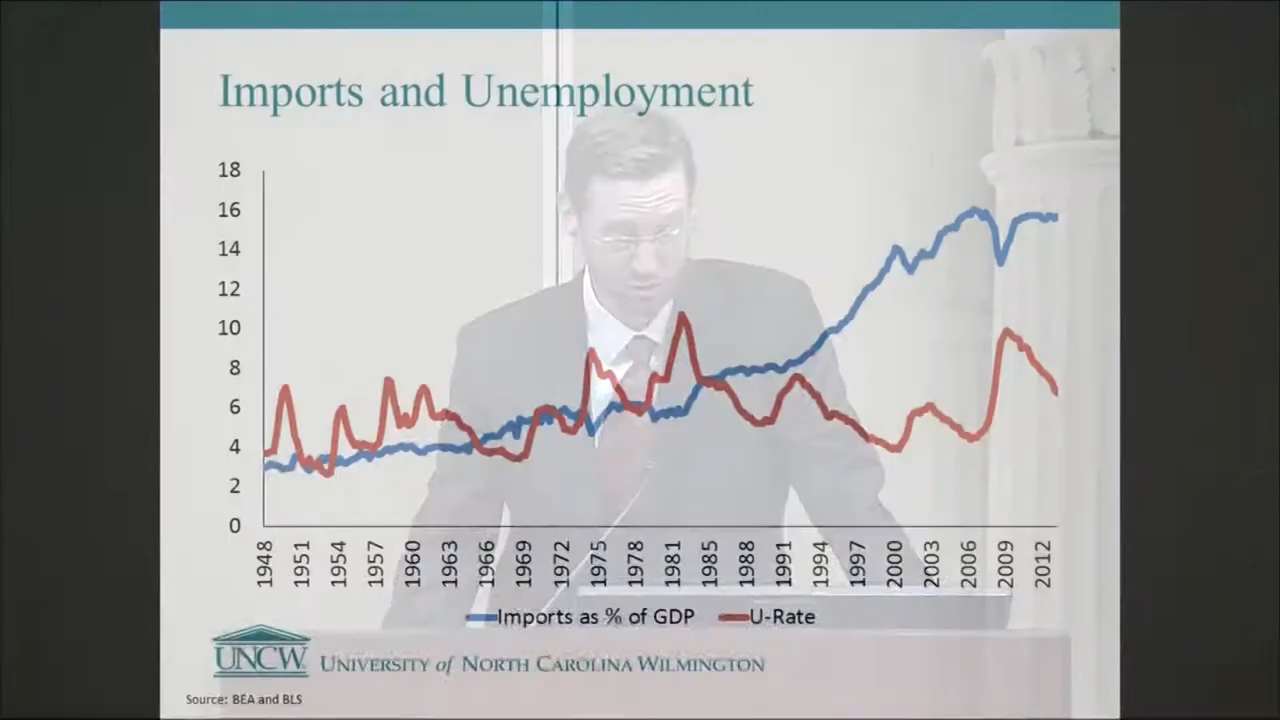 Imports and Unemployment
18
16
14
12
10
8
6
4
2
0
1948 1951 1954 1957 1960 1963 1966 1969 1972 1975 1978 1981 1985 1988 1991 1994 1997 2000 2003 2006 2009 2012
Imports as % of GDP U-Rate
UNCW UNIVERSITY of NORTH CAROLINA WILMINGTON
Source: BEA and BLS